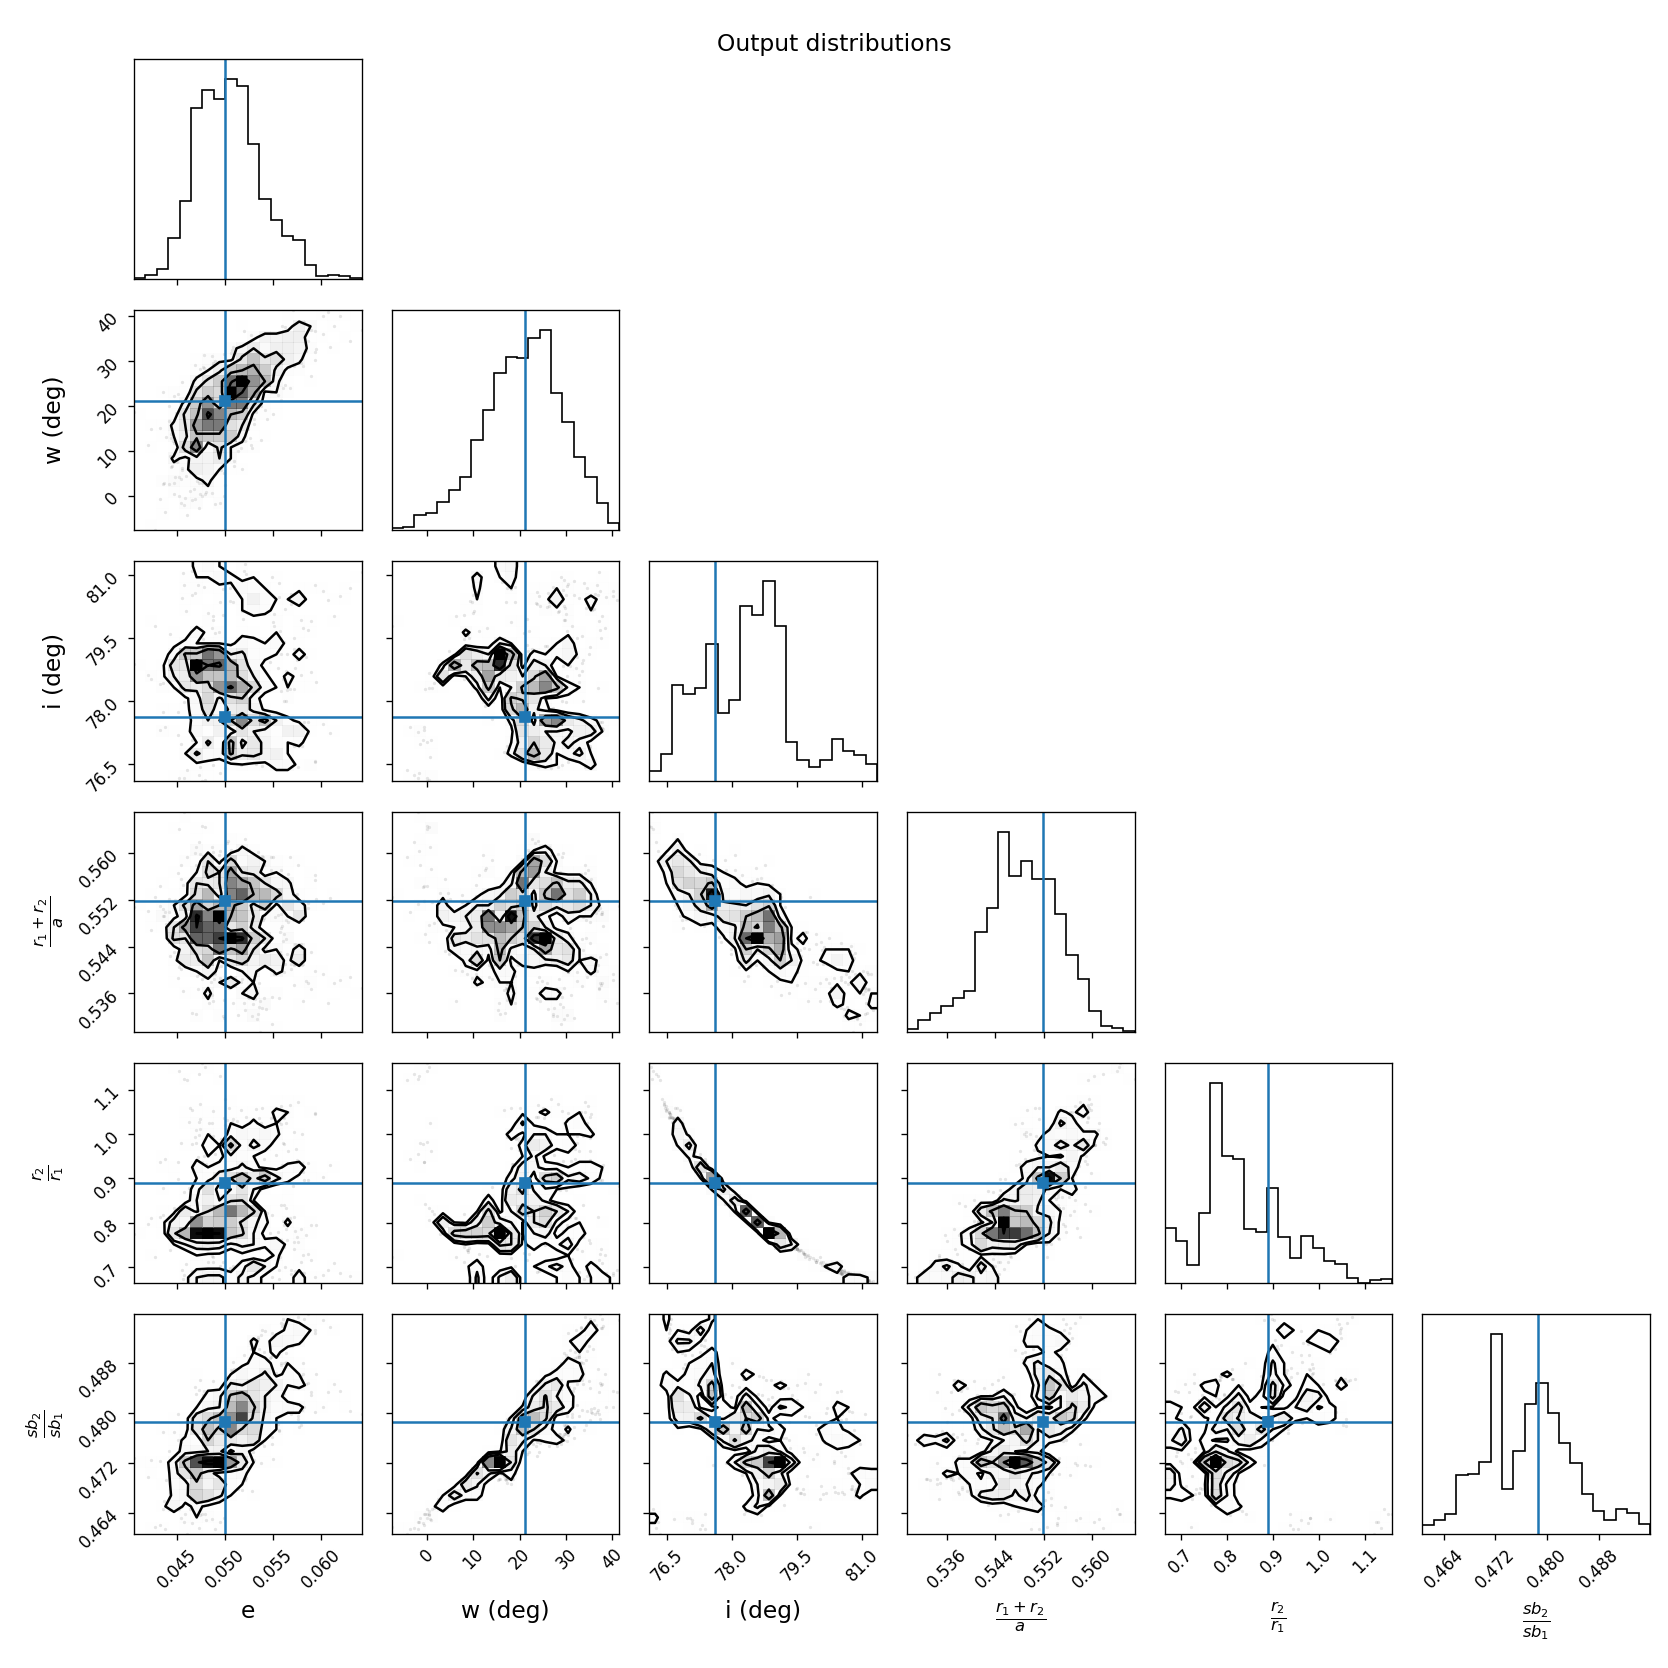 Output distributions
40
30
20
10
0
w (deg)
81.0
79.5
78.0
76.5
i (deg)
0.560
0.552
0.544
0.536
r₁ + r₂
a
1.1
1.0
0.9
0.8
0.7
r₂
r₁
0.488
0.480
0.472
0.464
sb₂
sb₁
0.045 0.050 0.055 0.060 0 10 20 30 40 76.5 78.0 79.5 81.0 0.536 0.544 0.552 0.560 0.7 0.8 0.9 1.0 1.1 0.464 0.472 0.480 0.488
e w (deg) i (deg) r₁ + r₂ r₂ sb₂
a r₁ sb₁